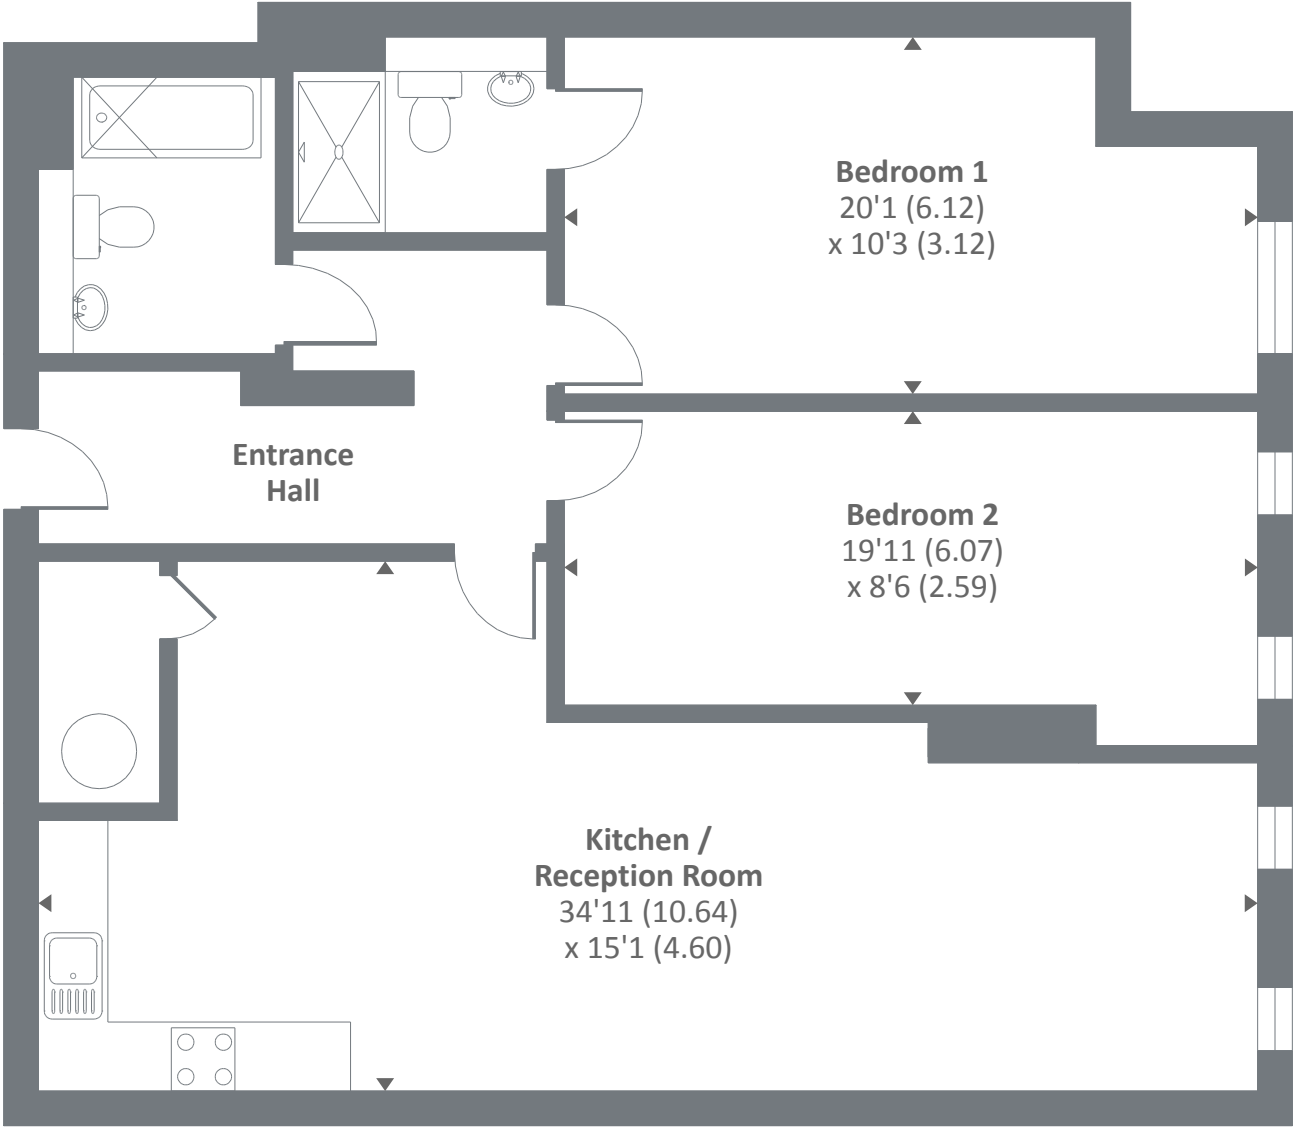 Bedroom 1
20'1 (6.12)
x 10'3 (3.12)
Entrance
Hall
Bedroom 2
19'11 (6.07)
x 8'6 (2.59)
Kitchen /
Reception Room
34'11 (10.64)
x 15'1 (4.60)